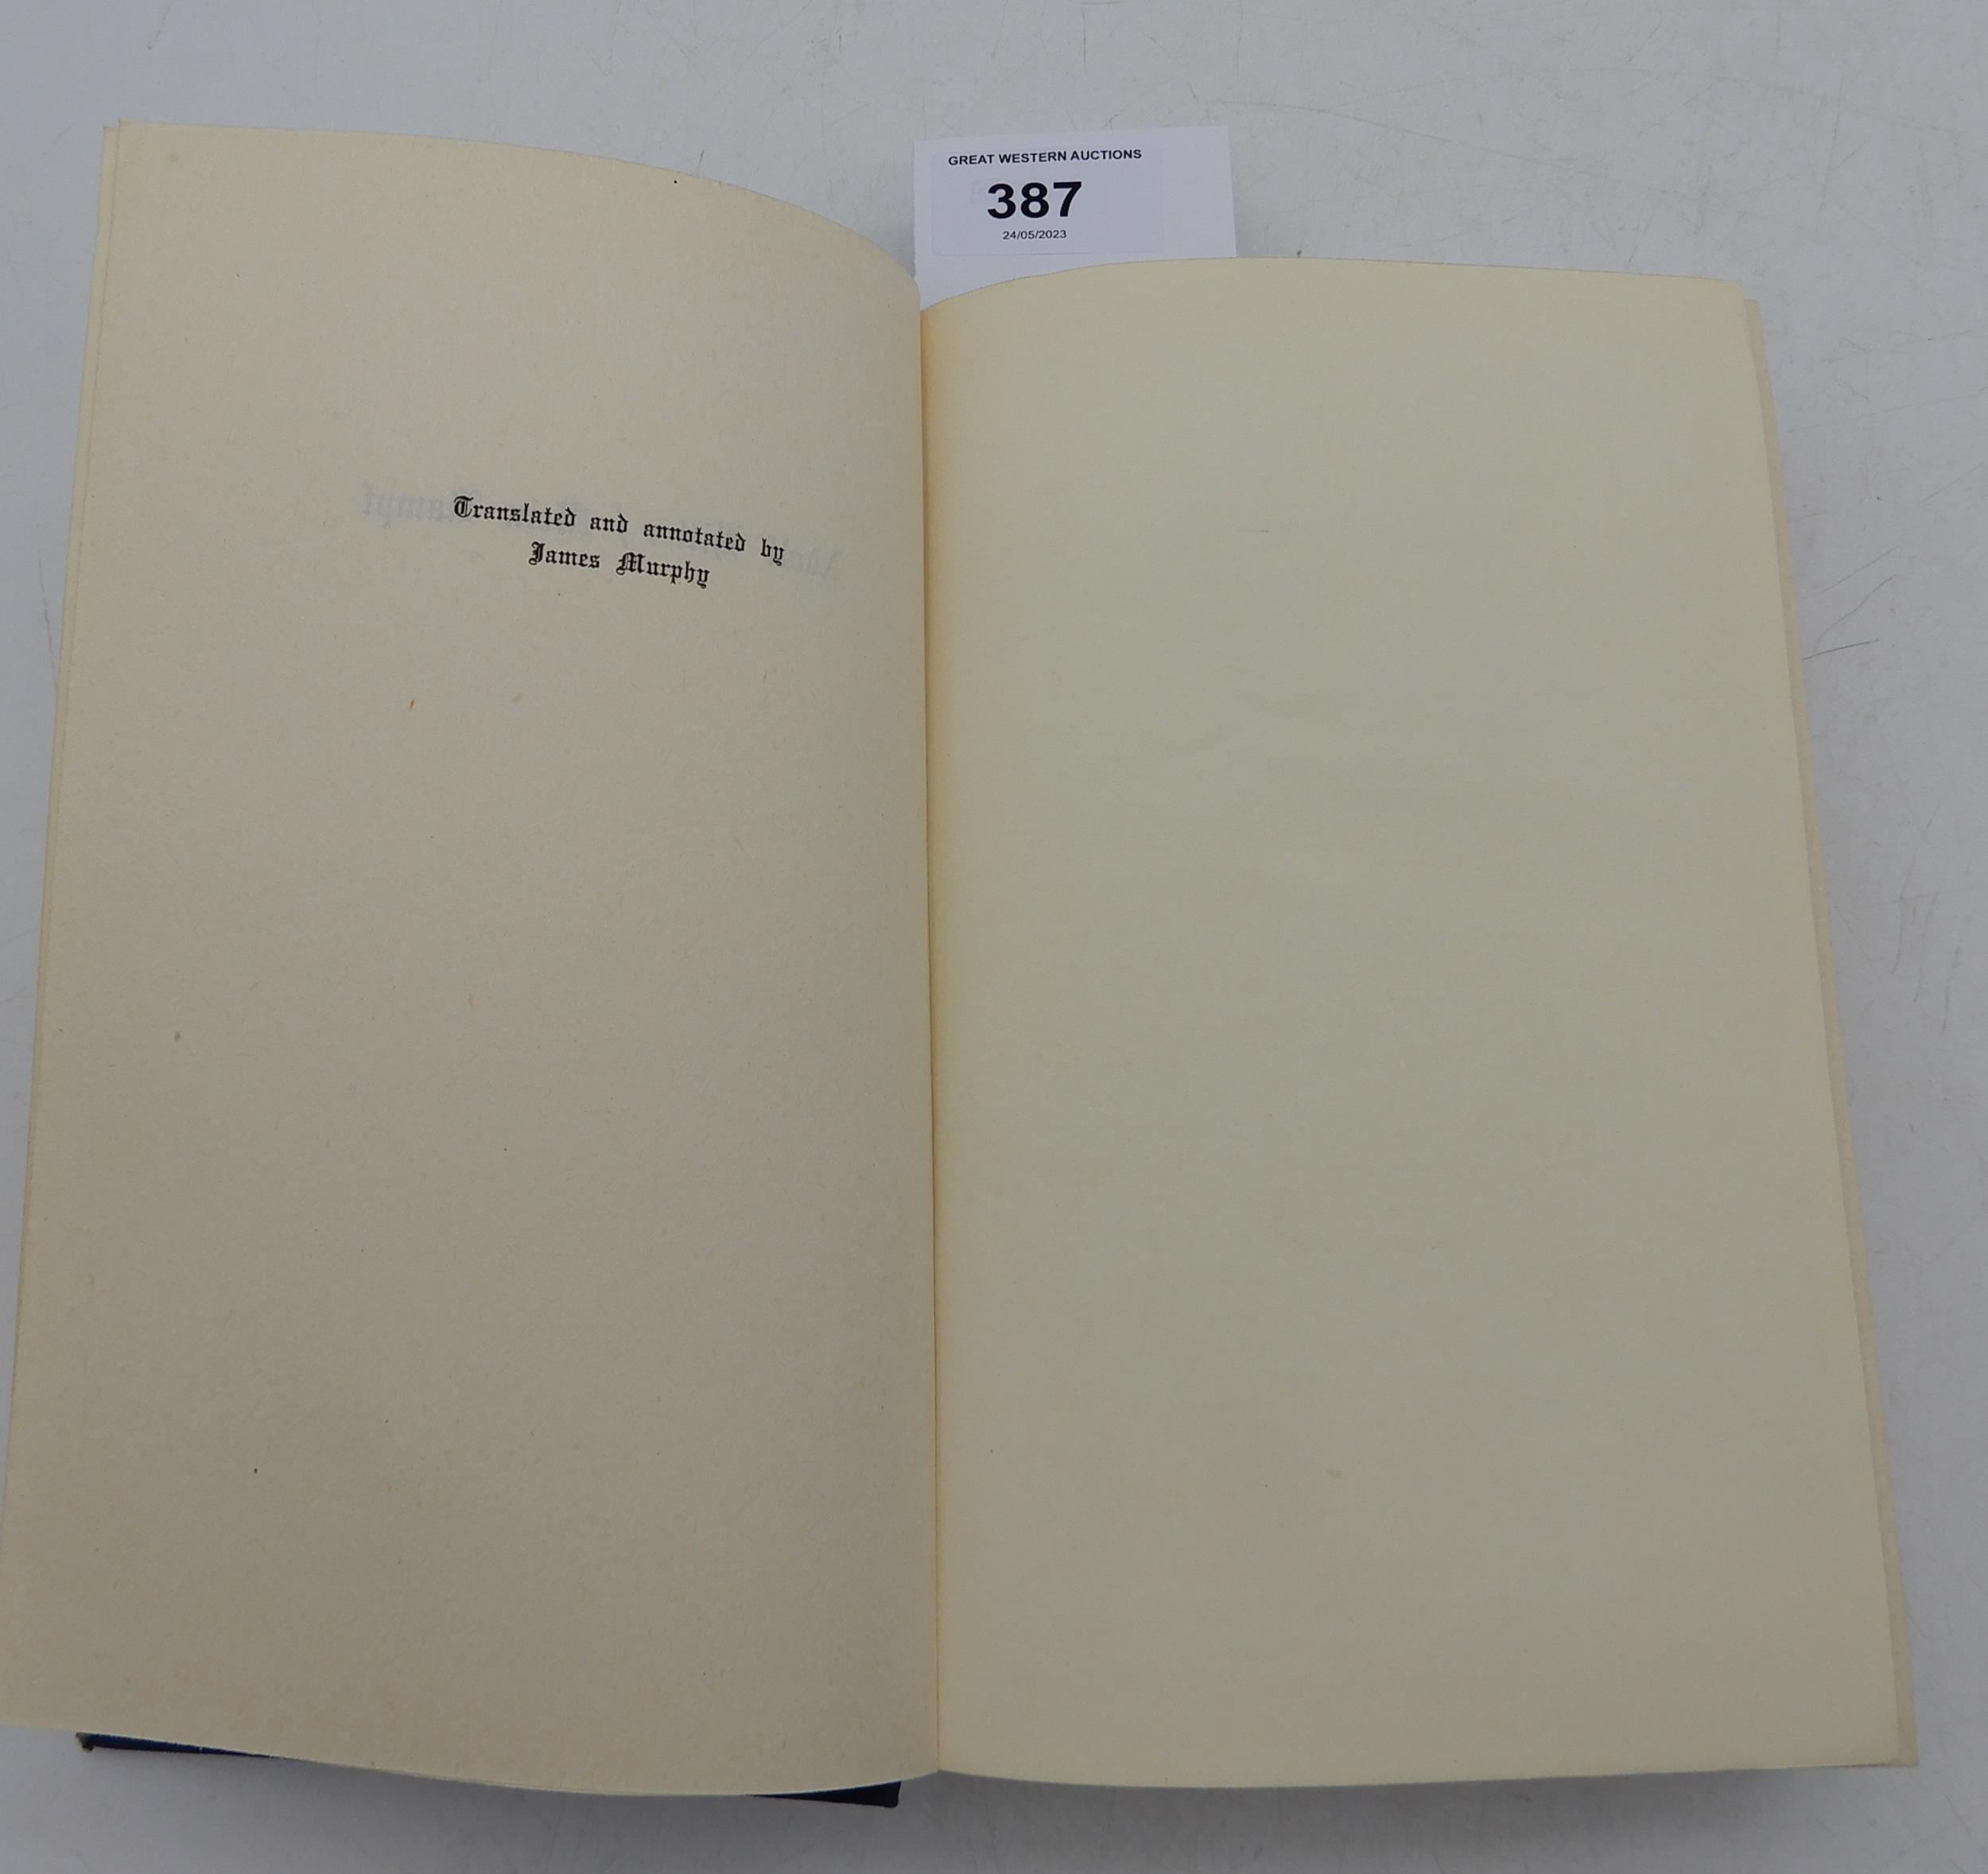 GREAT WESTERN AUCTIONS
387
24/05/2023
Translated and annotated by
James Murphy